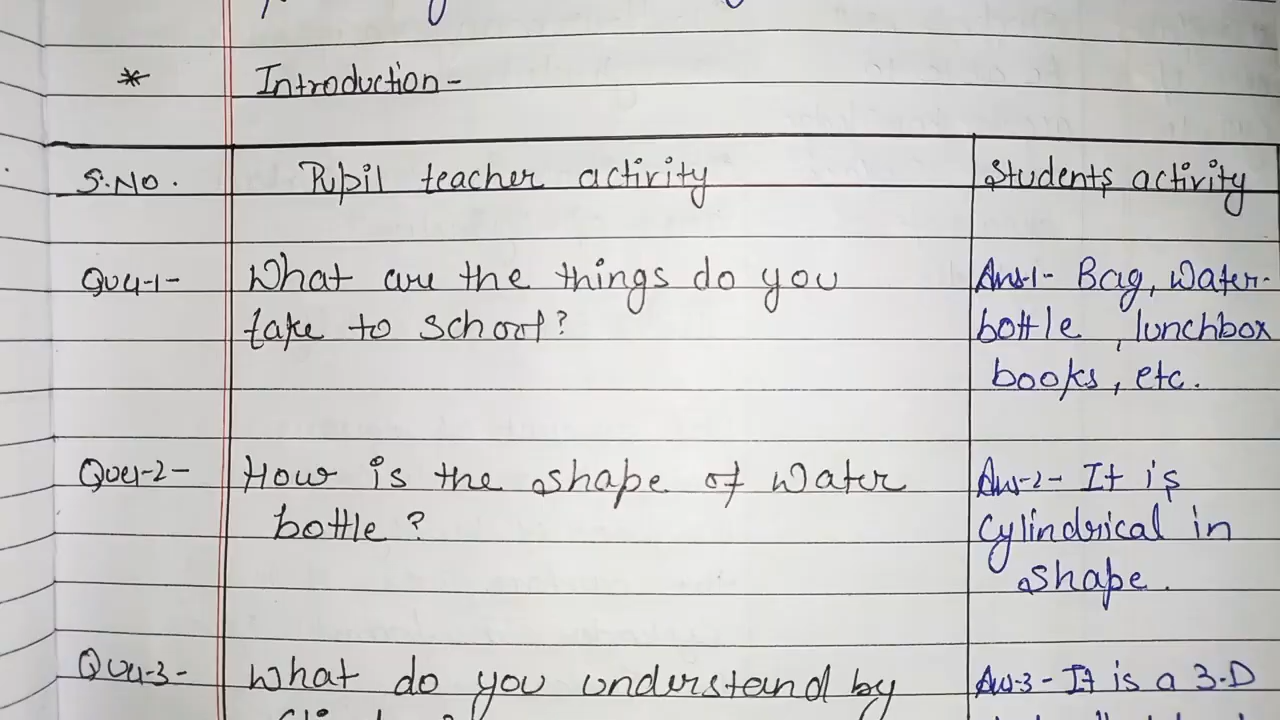 * Introduction-
S.No. Pupil teacher activity Students activity
Que-1- What are the things do you Ans-1- Bag, Water-
take to school? bottle, lunchbox
books, etc.
Que-2- How is the shape of water Ans-2- It is
bottle? Cylindrical in
shape.
Que-3- What do you understand by Ans-3- It is a 3-D